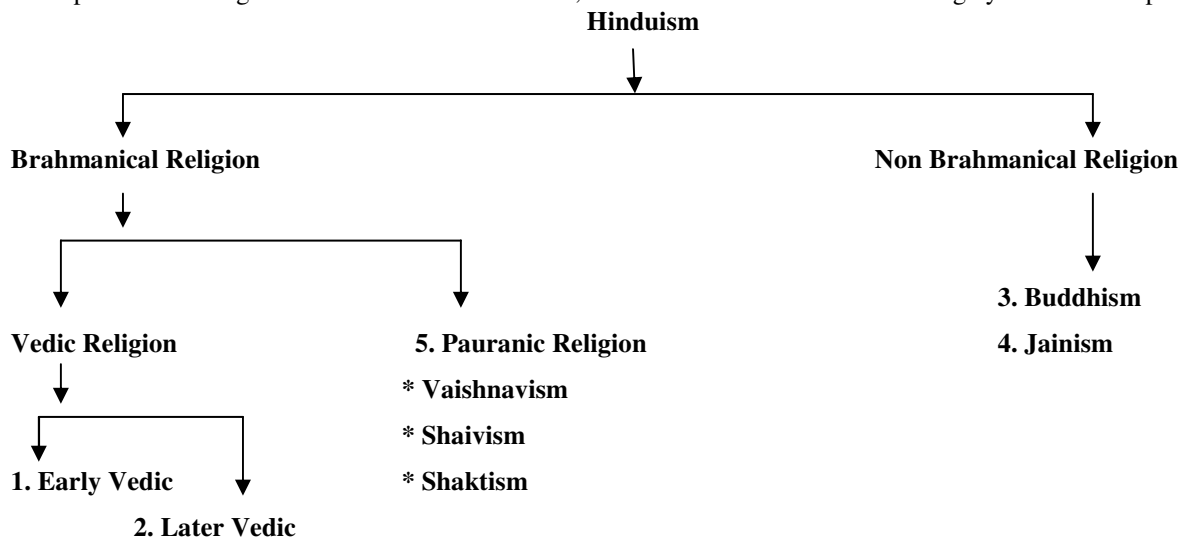 Hinduism
Brahmanical Religion
Non Brahmanical Religion
3. Buddhism
Vedic Religion
5. Pauranic Religion
4. Jainism
* Vaishnavism
* Shaivism
1. Early Vedic
* Shaktism
2. Later Vedic